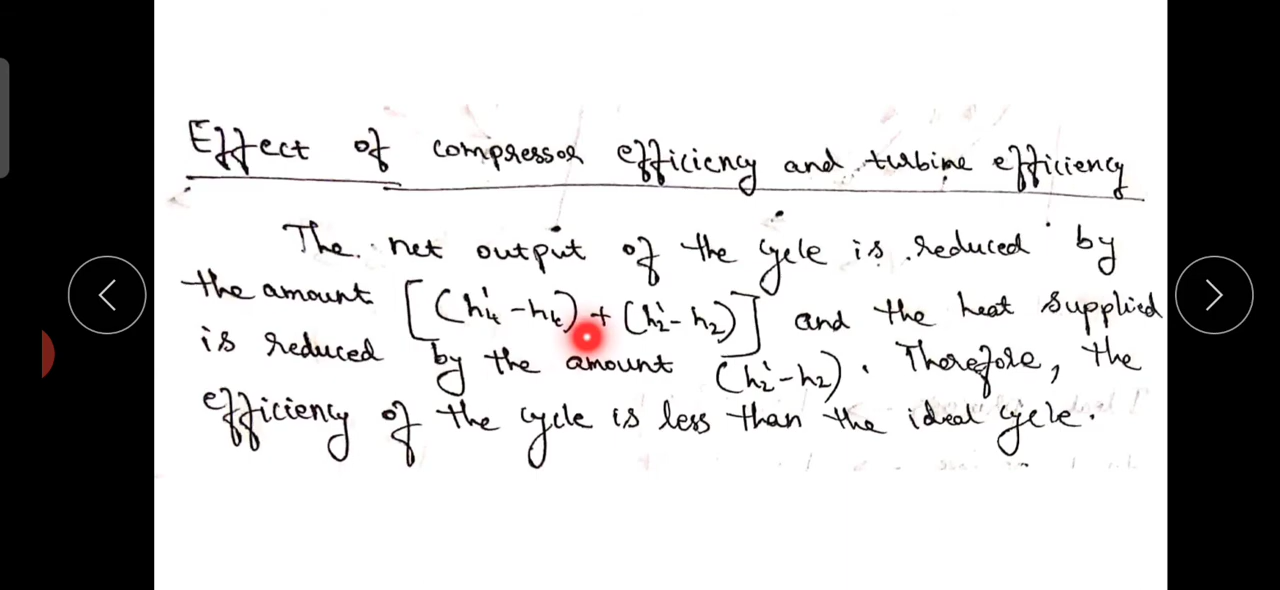 Effect of compressor efficiency and turbine efficiency
The net output of the cycle is reduced by
the amount [(h₄' - h₄) + (h₂' - h₂)] and the heat supplied
is reduced by the amount (h₂' - h₂). Therefore, the
efficiency of the cycle is less than the ideal cycle.